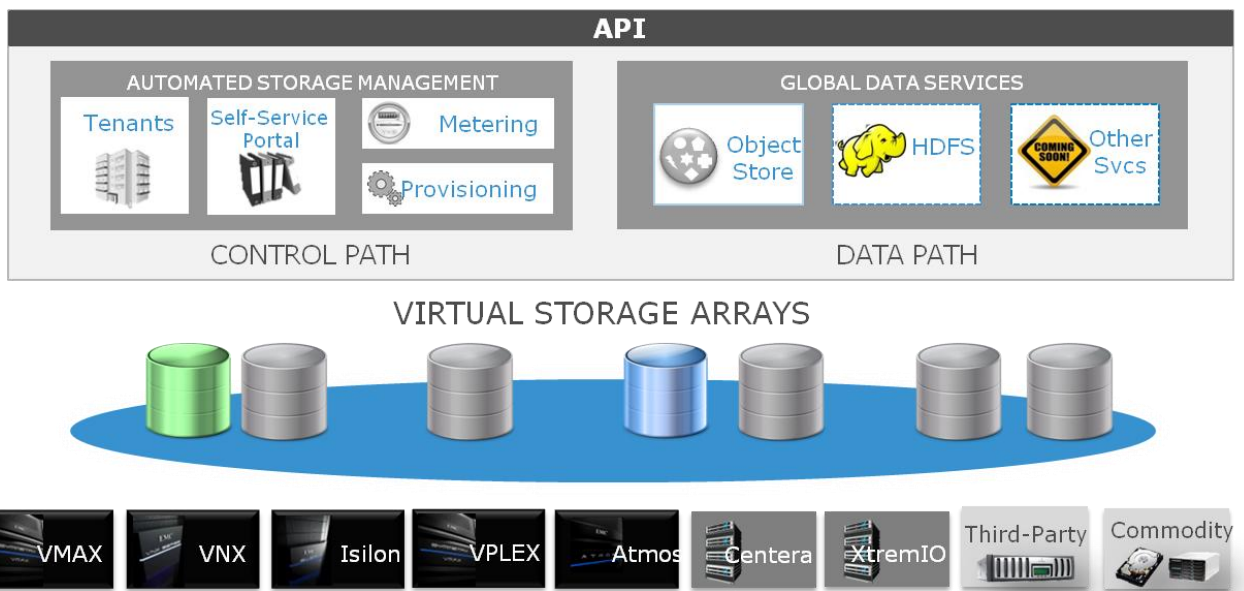 API
AUTOMATED STORAGE MANAGEMENT
Tenants
Self-Service
Portal
Metering
Provisioning
CONTROL PATH
GLOBAL DATA SERVICES
Object
Store
HDFS
COMING
SOON!
Other
Svcs
DATA PATH
VIRTUAL STORAGE ARRAYS
VMAX
VNX
Isilon
VPLEX
Atmos
Centera
XtremIO
Third-Party
Commodity